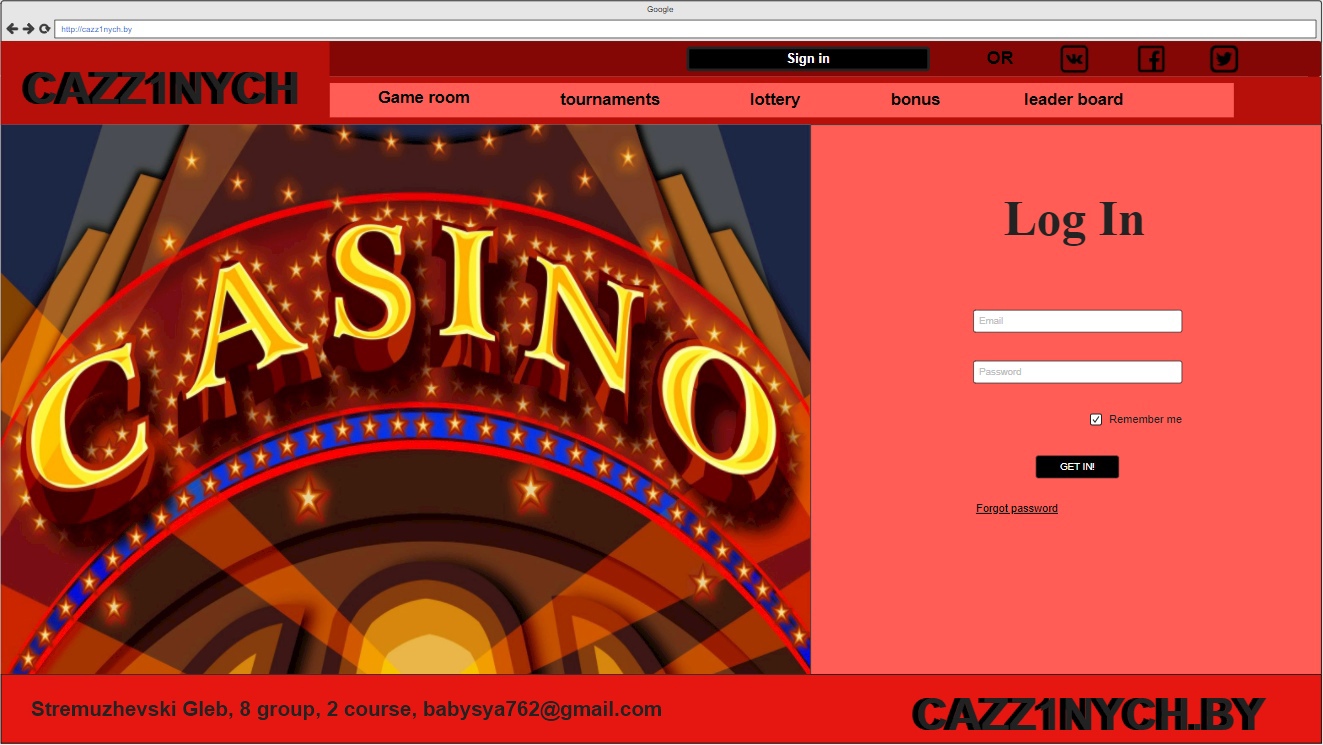 Google
http://cazz1nych.by
CAZZ1NYCH
Sign in
OR
Game room
tournaments
lottery
bonus
leader board
CASINO
Log In
Email
Password
Remember me
GET IN!
Forgot password
Stremuzhevski Gleb, 8 group, 2 course, babysya762@gmail.com
CAZZ1NYCH.BY